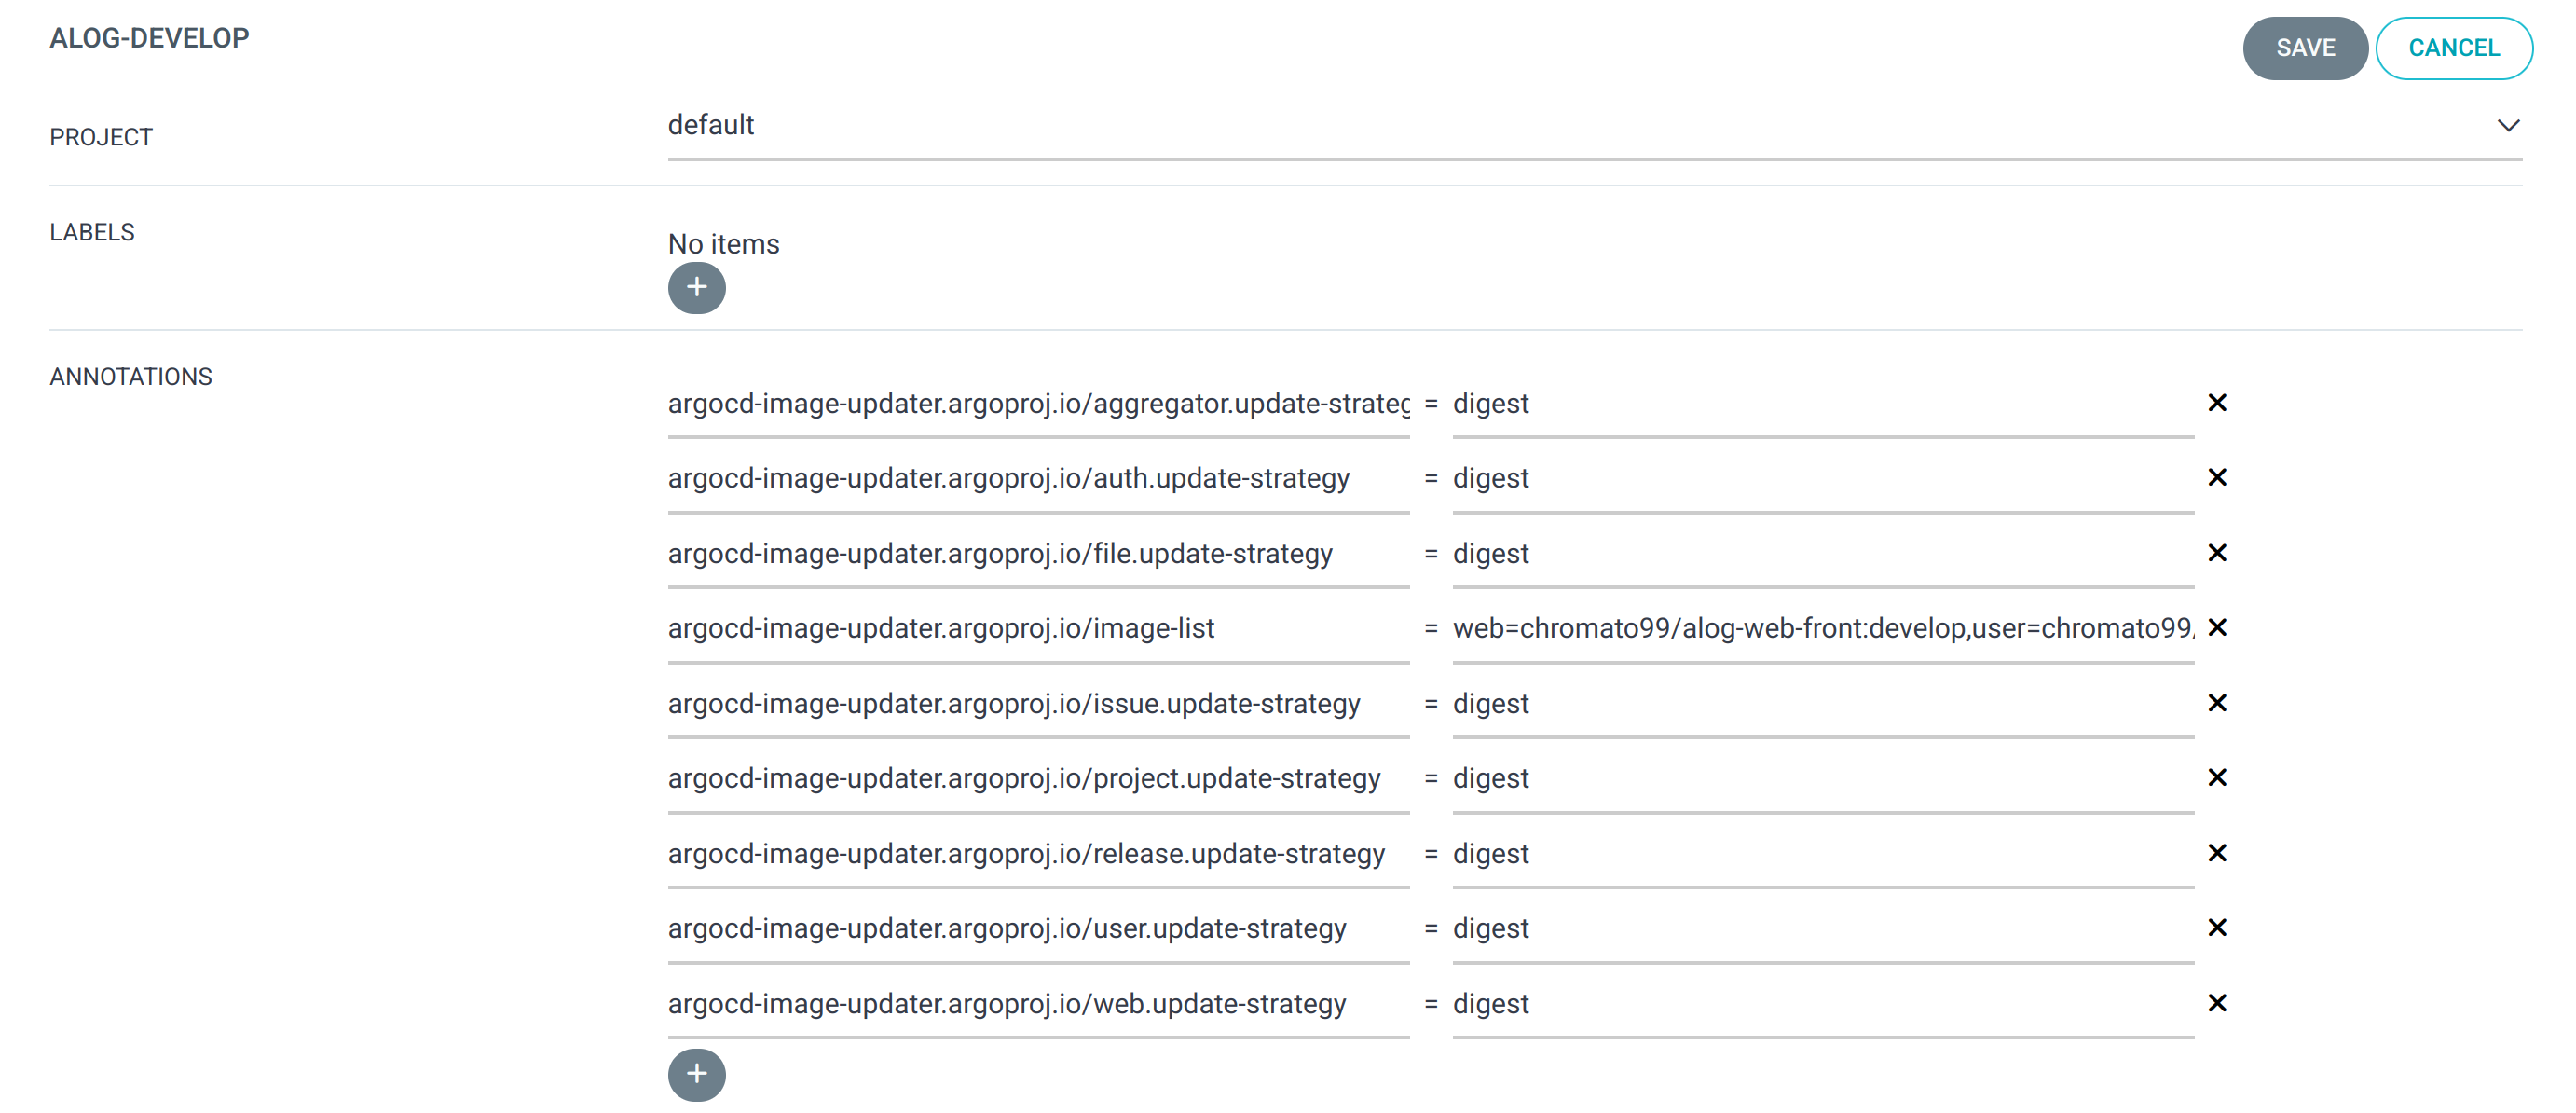 ALOG-DEVELOP
SAVE CANCEL
PROJECT default
LABELS No items
+
ANNOTATIONS
argocd-image-updater.argoproj.io/aggregator.update-strateg = digest
argocd-image-updater.argoproj.io/auth.update-strategy = digest
argocd-image-updater.argoproj.io/file.update-strategy = digest
argocd-image-updater.argoproj.io/image-list = web=chromato99/alog-web-front:develop,user=chromato99/
argocd-image-updater.argoproj.io/issue.update-strategy = digest
argocd-image-updater.argoproj.io/project.update-strategy = digest
argocd-image-updater.argoproj.io/release.update-strategy = digest
argocd-image-updater.argoproj.io/user.update-strategy = digest
argocd-image-updater.argoproj.io/web.update-strategy = digest
+